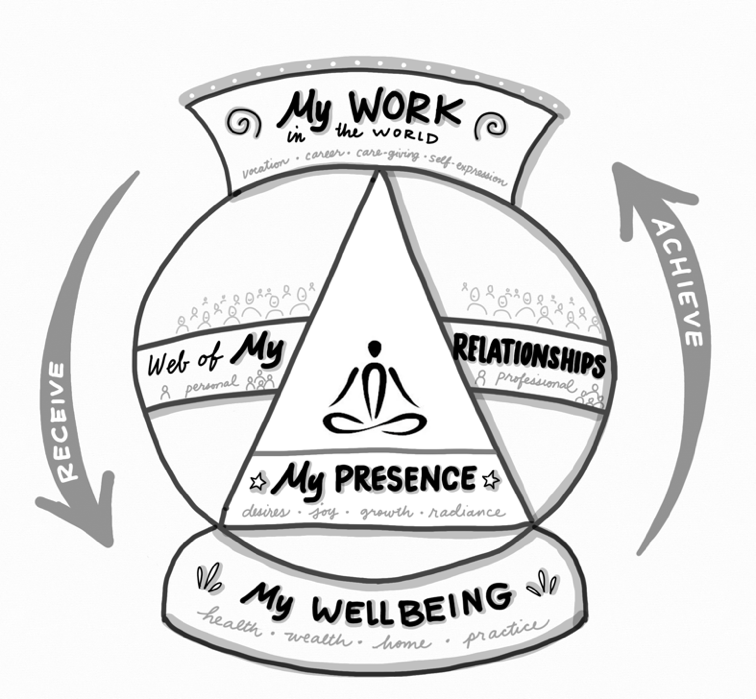 My WORK
in the WORLD
vocation · career · care-giving · self-expression
ACHIEVE
RECEIVE
Web of My RELATIONSHIPS
personal professional
My PRESENCE
desires · joy · growth · radiance
My WELLBEING
health · wealth · home · practice